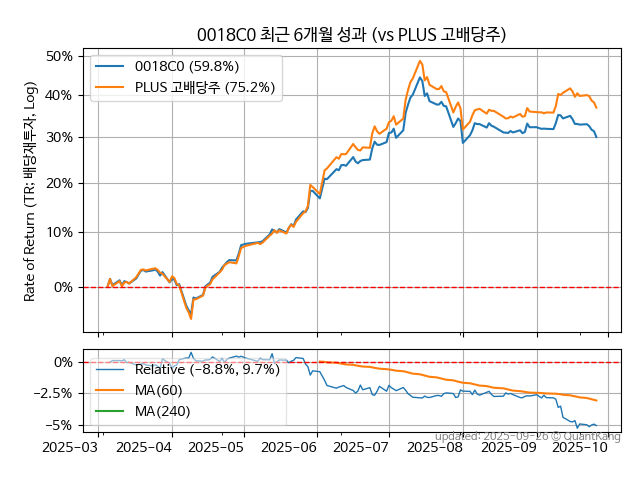 0018C0 최근 6개월 성과 (vs PLUS 고배당주)
Rate of Return (TR: 배당재투자, Log)
50%
40%
30%
20%
10%
0%
0018C0 (59.8%)
PLUS 고배당주 (75.2%)
0%
−2.5%
−5%
Relative (−8.8%, 9.7%)
MA(60)
MA(240)
2025-03
2025-04
2025-05
2025-06
2025-07
2025-08
2025-09
2025-10
updated: 2025-09-26 © QuantKang